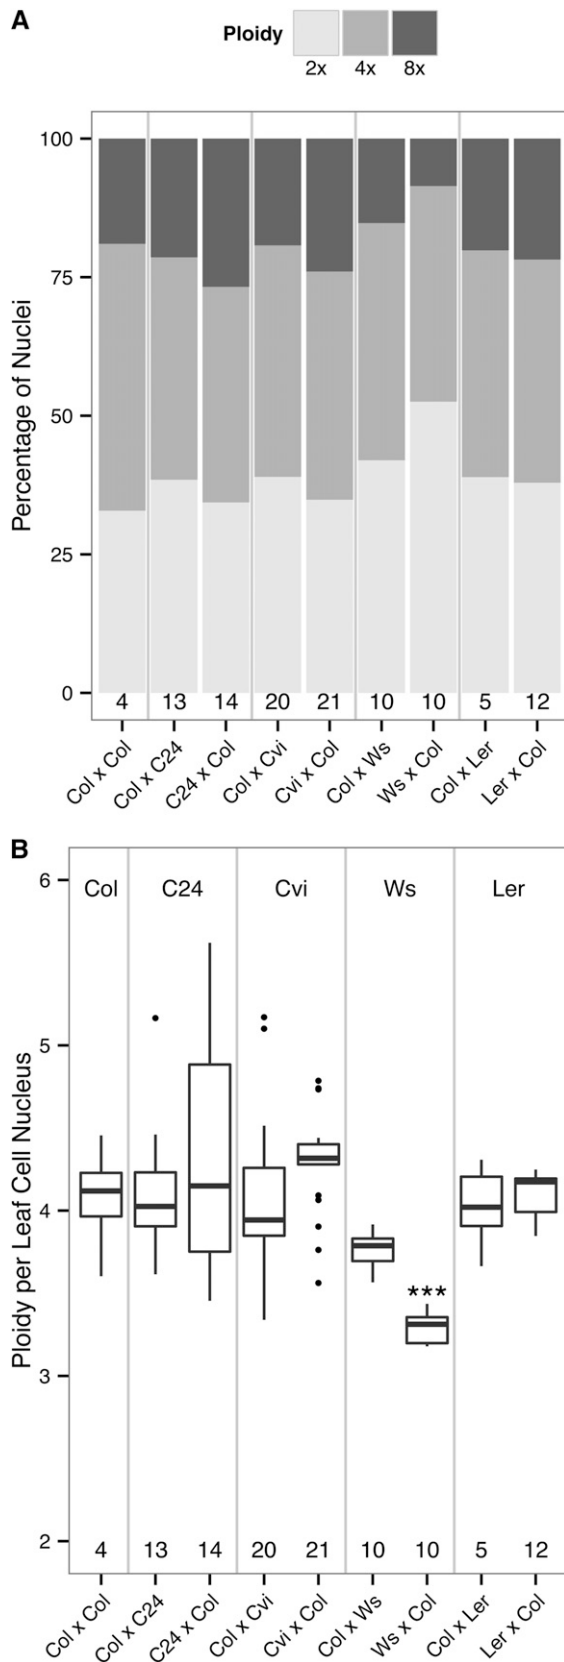 A
Ploidy
2x 4x 8x
Percentage of Nuclei
100
75
50
25
0
4 13 14 20 21 10 10 5 12
Col x Col Col x C24 C24 x Col Col x Cvi Cvi x Col Col x Ws Ws x Col Col x Ler Ler x Col
B
Ploidy per Leaf Cell Nucleus
6
5
4
3
2
Col C24 Cvi Ws Ler
***
4 13 14 20 21 10 10 5 12
Col x Col Col x C24 C24 x Col Col x Cvi Cvi x Col Col x Ws Ws x Col Col x Ler Ler x Col